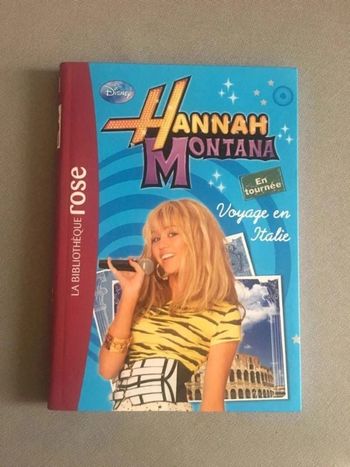 Disney
HANNAH
MONTANA
En
tournée
Voyage en
Italie
LA BIBLIOTHÈQUE rose